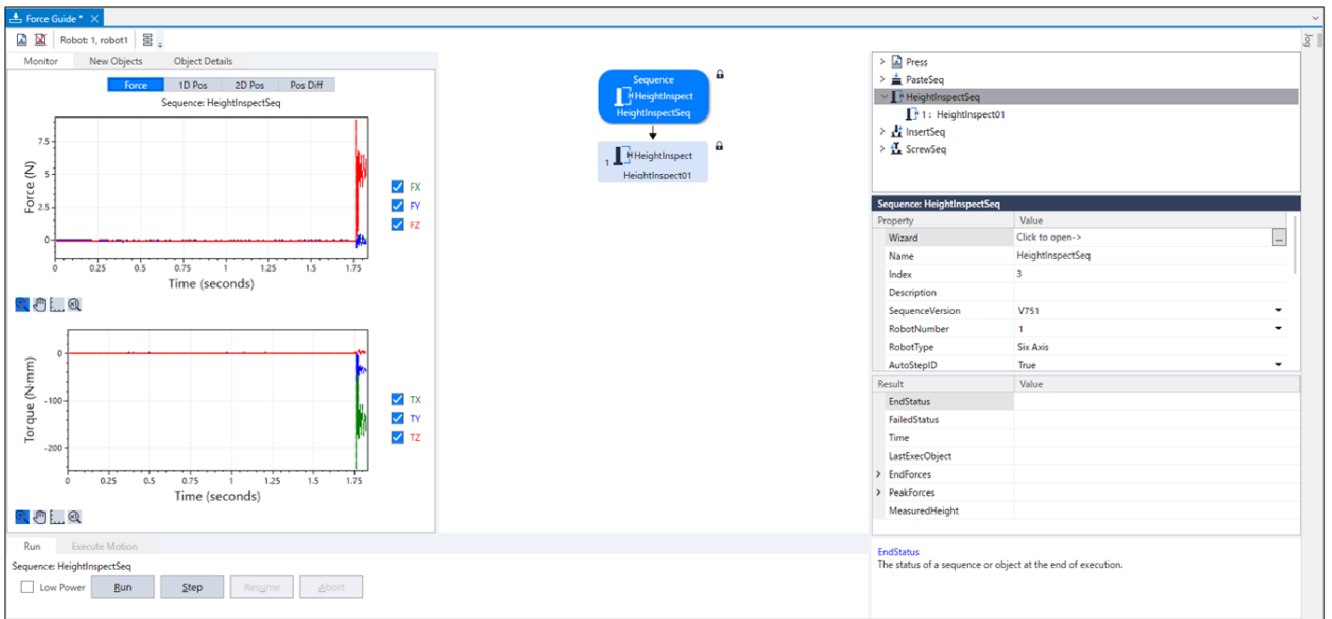 Force Guide *
Robot: 1, robot1
Jog
Monitor New Objects Object Details
Force 1D Pos 2D Pos Pos Diff
Sequence: HeightInspectSeq
Force (N)
7.5
5
2.5
0
0 0.25 0.5 0.75 1 1.25 1.5 1.75
Time (seconds)
FX
FY
FZ
Torque (N·mm)
0
-100
-200
0 0.25 0.5 0.75 1 1.25 1.5 1.75
Time (seconds)
TX
TY
TZ
Run Execute Motion
Sequence: HeightInspectSeq
Low Power Run Step Resume Abort
Sequence
HeightInspect
HeightInspectSeq
1 HeightInspect
HeightInspect01
Press
PasteSeq
HeightInspectSeq
1: HeightInspect01
InsertSeq
ScrewSeq
Sequence: HeightInspectSeq
Property Value
Wizard Click to open-> ...
Name HeightInspectSeq
Index 3
Description
SequenceVersion V751
RobotNumber 1
RobotType Six Axis
AutoStepID True
Result Value
EndStatus
FailedStatus
Time
LastExecObject
EndForces
PeakForces
MeasuredHeight
EndStatus
The status of a sequence or object at the end of execution.